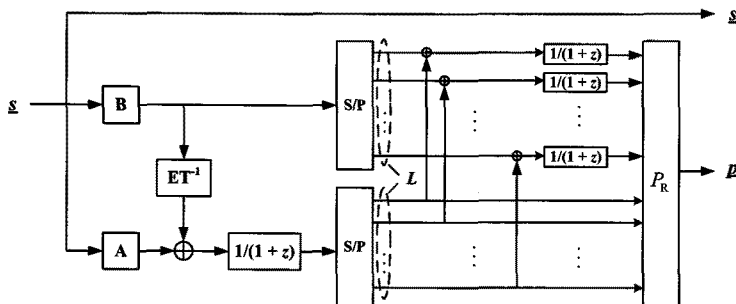 s
1/(1 + z)
1/(1 + z)
s
B
S/P
1/(1 + z)
P_R
p
ET⁻¹
L
A
1/(1 + z)
S/P